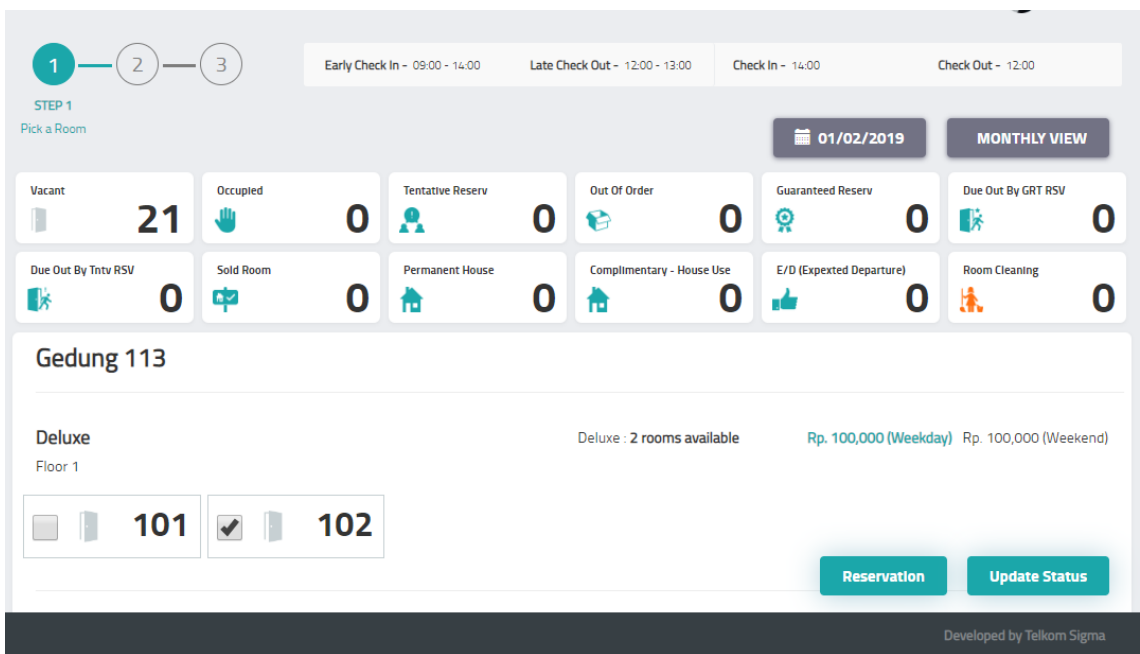 1 2 3
Early Check In - 09:00 - 14:00 Late Check Out - 12:00 - 13:00 Check In - 14:00 Check Out - 12:00
STEP 1
Pick a Room
01/02/2019 MONTHLY VIEW
Vacant Occupied Tentative Reserv Out Of Order Guaranteed Reserv Due Out By GRT RSV
21 0 0 0 0 0
Due Out By Tntv RSV Sold Room Permanent House Complimentary - House Use E/D (Expexted Departure) Room Cleaning
0 0 0 0 0 0
Gedung 113
Deluxe Deluxe : 2 rooms available Rp. 100,000 (Weekday) Rp. 100,000 (Weekend)
Floor 1
101 102
Reservation Update Status
Developed by Telkom Sigma